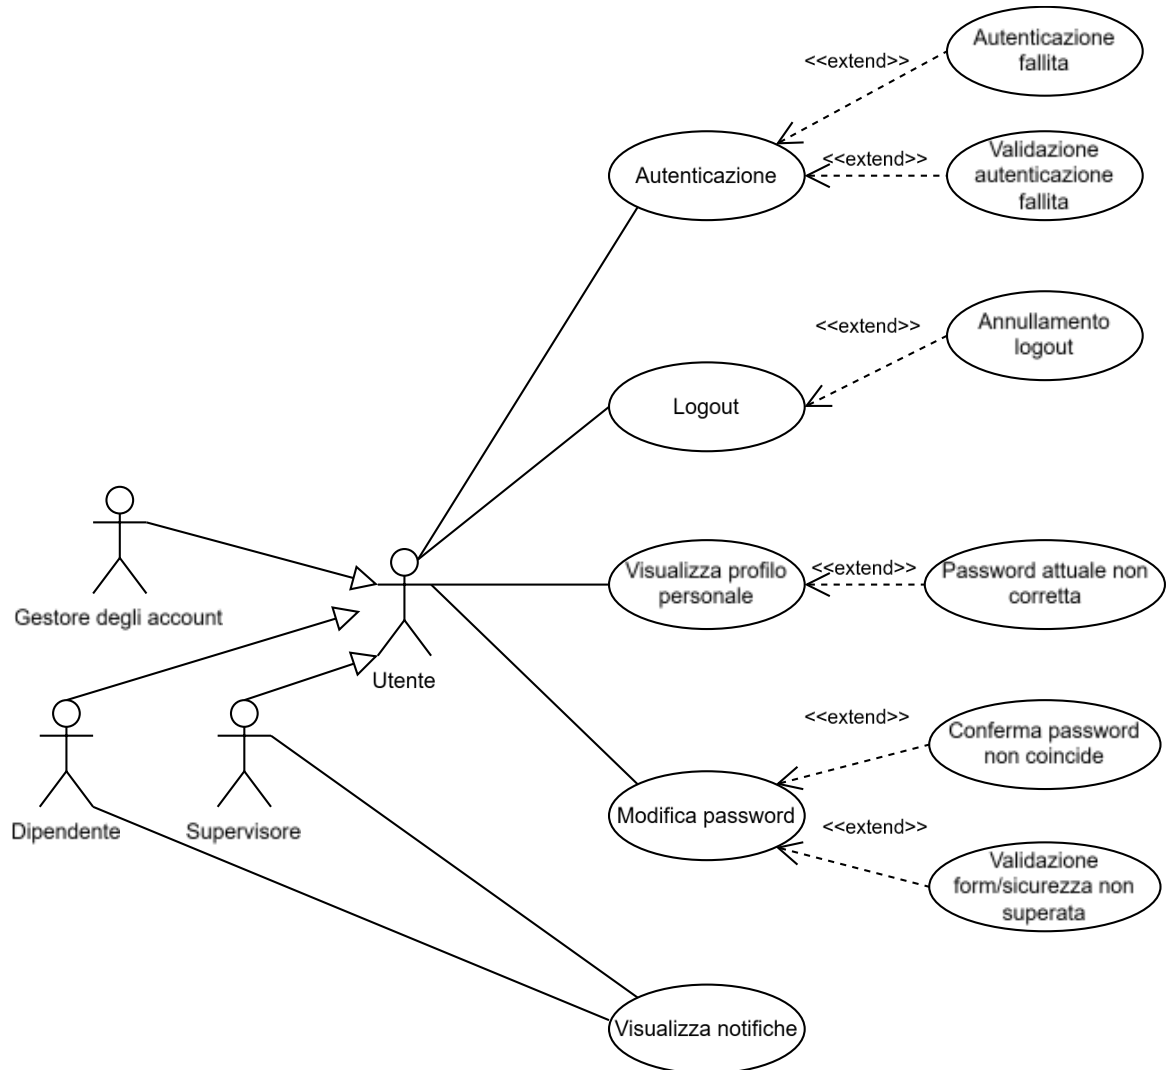 Autenticazione
fallita
<<extend>>
Validazione
autenticazione
fallita
<<extend>>
Autenticazione
Annullamento
logout
<<extend>>
Logout
Gestore degli account
Visualizza profilo
personale
<<extend>>
Password attuale non
corretta
Utente
Dipendente
Supervisore
<<extend>>
Conferma password
non coincide
Modifica password
<<extend>>
Validazione
form/sicurezza non
superata
Visualizza notifiche